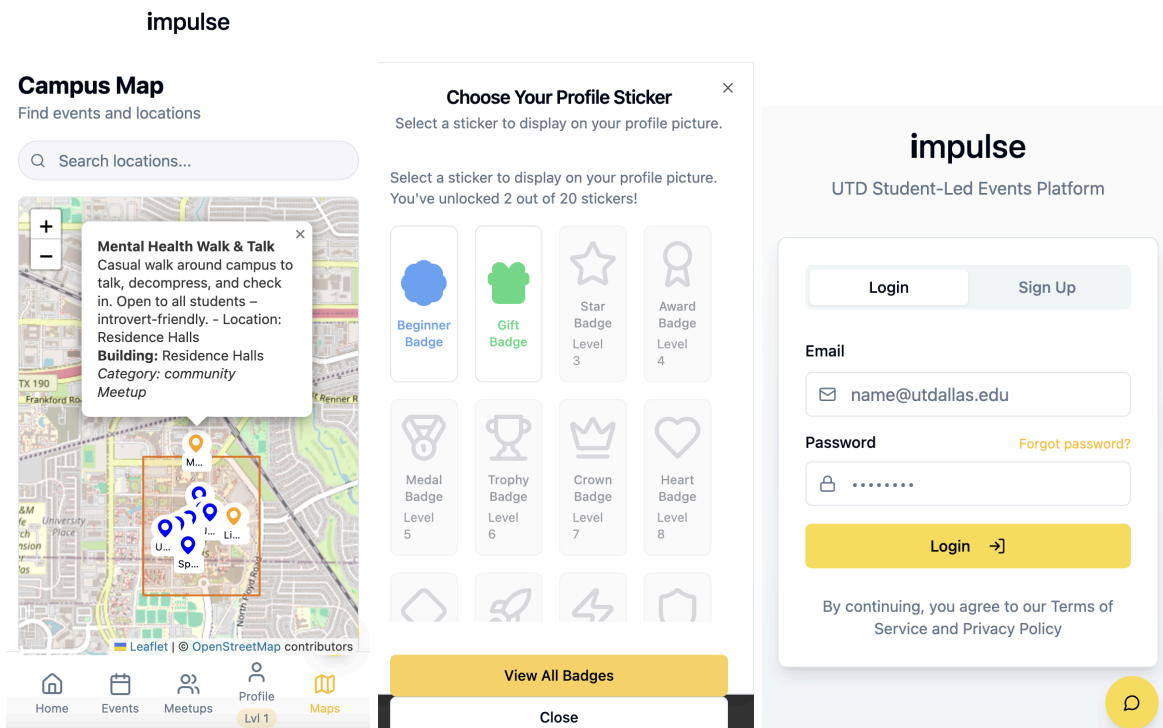 impulse
Campus Map
Find events and locations
Search locations...
+
−
Mental Health Walk & Talk
Casual walk around campus to
talk, decompress, and check
in. Open to all students –
introvert-friendly. - Location:
Residence Halls
Building: Residence Halls
Category: community
Meetup
TX 190
Frankford Ro
t Renner R
M...
University
Place
U...
J...
Li...
Sp...
North Floyd Road
Leaflet | © OpenStreetMap contributors
Home
Events
Meetups
Profile
Lvl 1
Maps
Choose Your Profile Sticker
Select a sticker to display on your profile picture.
Select a sticker to display on your profile picture.
You've unlocked 2 out of 20 stickers!
Beginner
Badge
Gift
Badge
Star
Badge
Level
3
Award
Badge
Level
4
Medal
Badge
Level
5
Trophy
Badge
Level
6
Crown
Badge
Level
7
Heart
Badge
Level
8
View All Badges
Close
impulse
UTD Student-Led Events Platform
Login
Sign Up
Email
name@utdallas.edu
Password
Forgot password?
Login
By continuing, you agree to our Terms of
Service and Privacy Policy